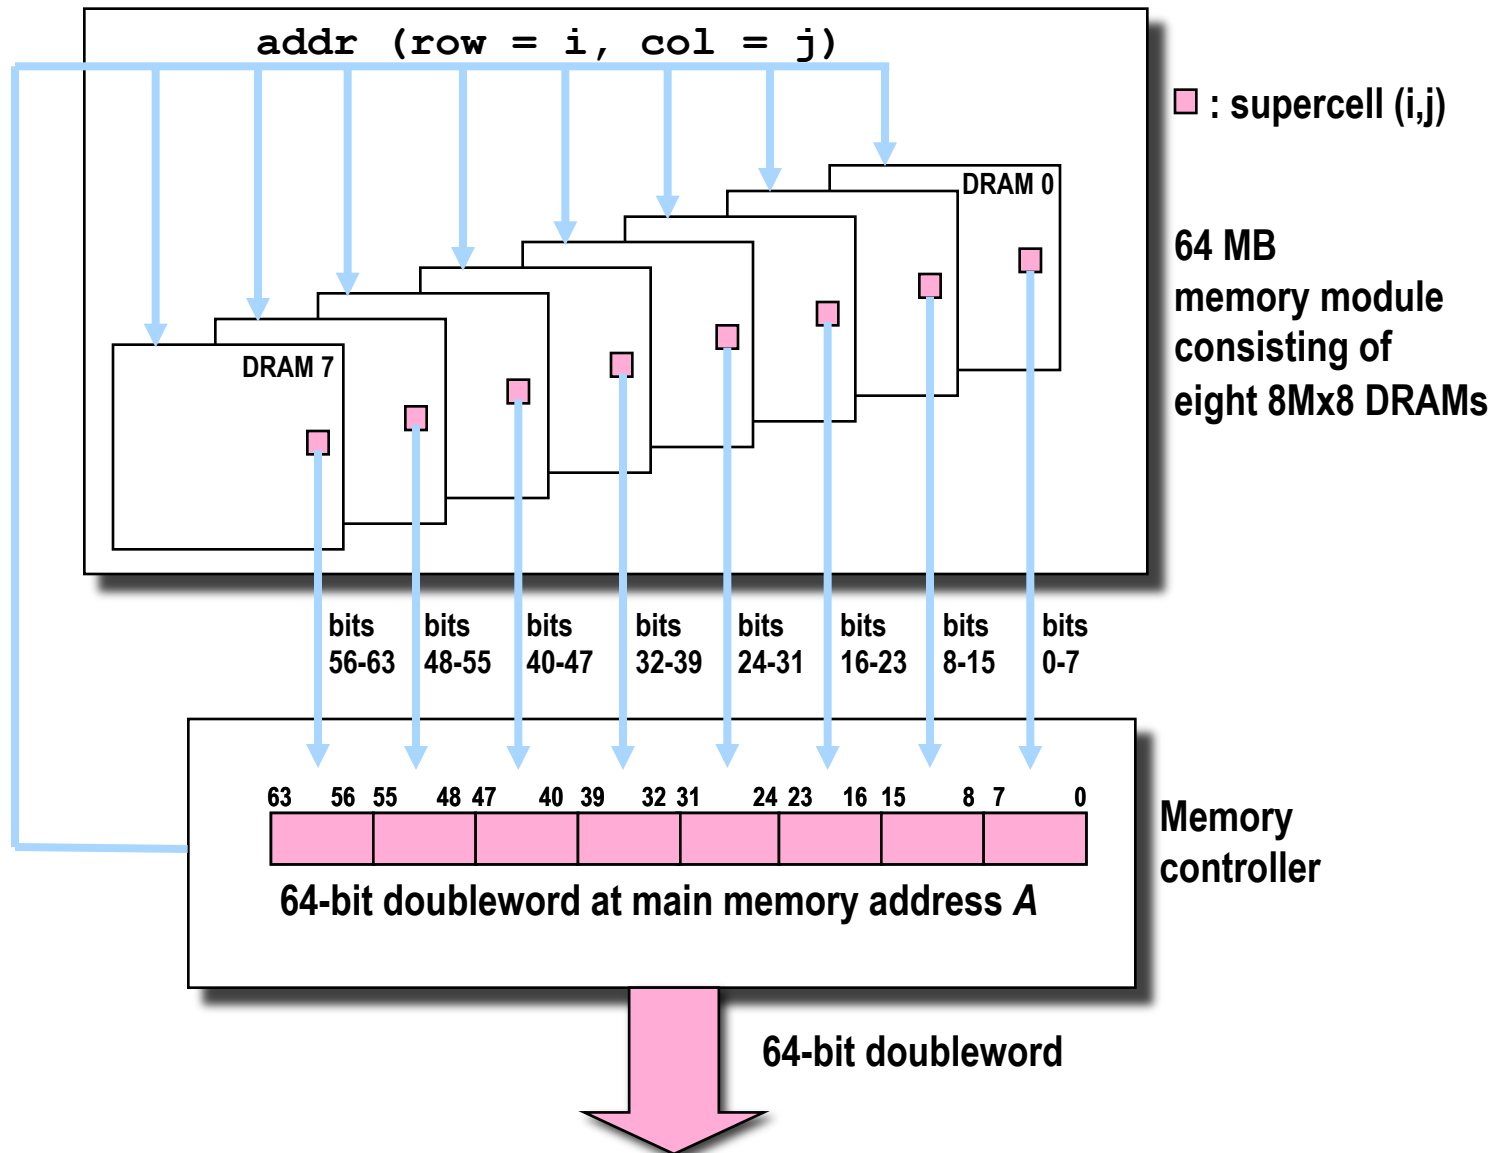 addr (row = i, col = j)
: supercell (i,j)
DRAM 0
64 MB
memory module
consisting of
eight 8Mx8 DRAMs
DRAM 7
bits
56-63
bits
48-55
bits
40-47
bits
32-39
bits
24-31
bits
16-23
bits
8-15
bits
0-7
63 56 55 48 47 40 39 32 31 24 23 16 15 8 7 0
64-bit doubleword at main memory address A
Memory
controller
64-bit doubleword